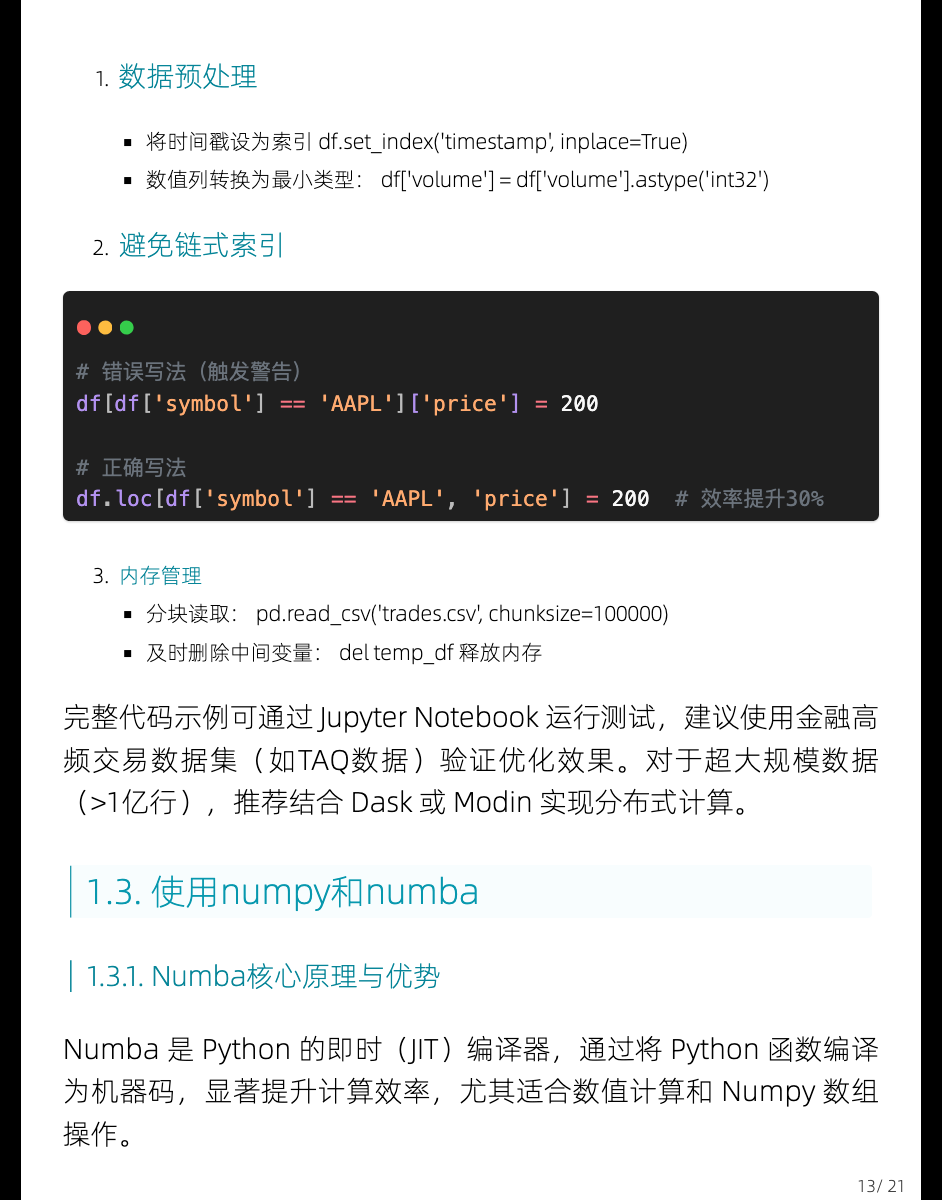 1. 数据预处理
▪ 将时间戳设为索引 df.set_index('timestamp', inplace=True)
▪ 数值列转换为最小类型： df['volume'] = df['volume'].astype('int32')
2. 避免链式索引
# 错误写法（触发警告）
df[df['symbol'] == 'AAPL']['price'] = 200
# 正确写法
df.loc[df['symbol'] == 'AAPL', 'price'] = 200  # 效率提升30%
3. 内存管理
▪ 分块读取： pd.read_csv('trades.csv', chunksize=100000)
▪ 及时删除中间变量： del temp_df 释放内存
完整代码示例可通过 Jupyter Notebook 运行测试，建议使用金融高
频交易数据集（如TAQ数据）验证优化效果。对于超大规模数据
（>1亿行），推荐结合 Dask 或 Modin 实现分布式计算。
1.3. 使用numpy和numba
1.3.1. Numba核心原理与优势
Numba 是 Python 的即时（JIT）编译器，通过将 Python 函数编译
为机器码，显著提升计算效率，尤其适合数值计算和 Numpy 数组
操作。
13/ 21